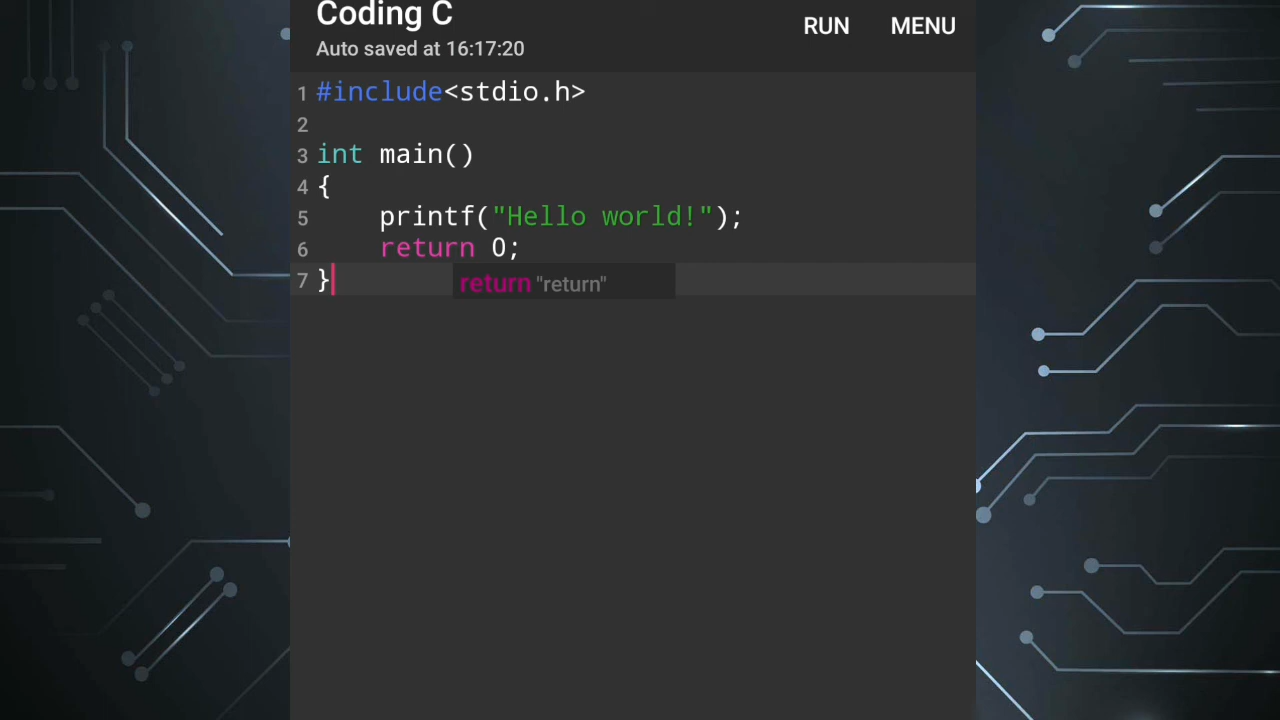 Coding C
RUN MENU
Auto saved at 16:17:20
1 #include<stdio.h>
2
3 int main()
4 {
5     printf("Hello world!");
6     return 0;
7 }
return "return"